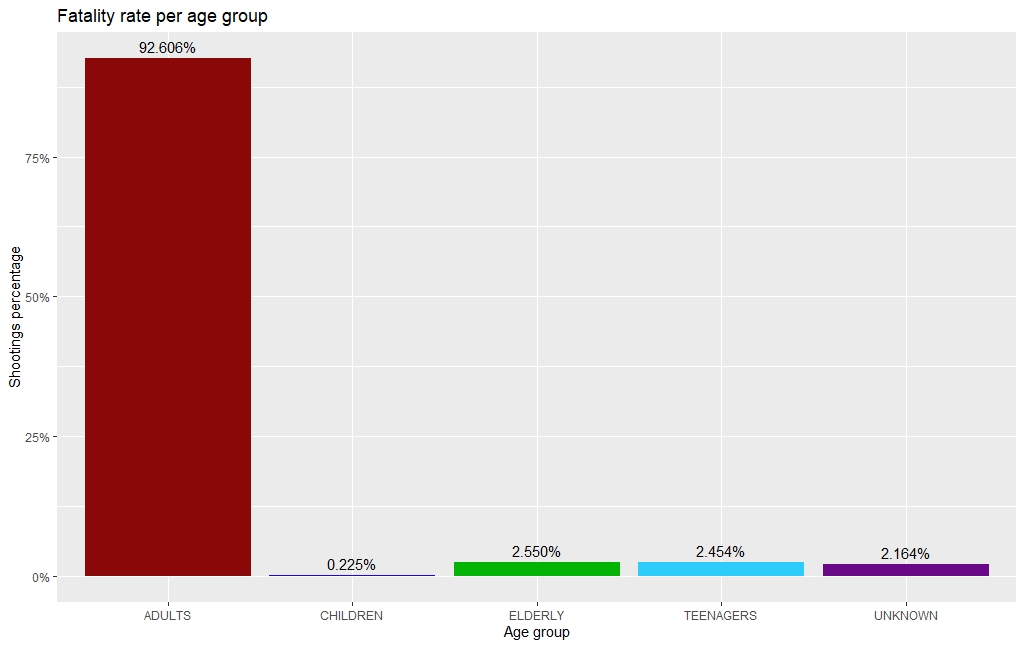 Fatality rate per age group
92.606%
75%
50%
25%
0%
Shootings percentage
0.225%
2.550%
2.454%
2.164%
ADULTS CHILDREN ELDERLY TEENAGERS UNKNOWN
Age group